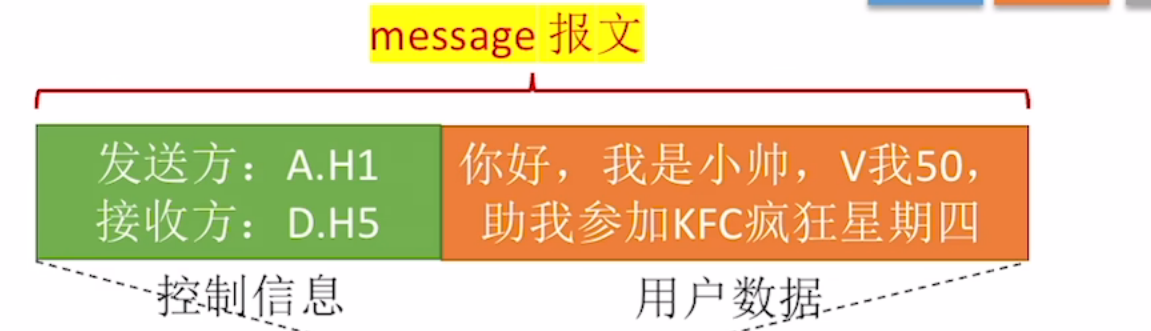 message 报文
发送方：A.H1
接收方：D.H5
你好，我是小帅，V我50，
助我参加KFC疯狂星期四
控制信息
用户数据